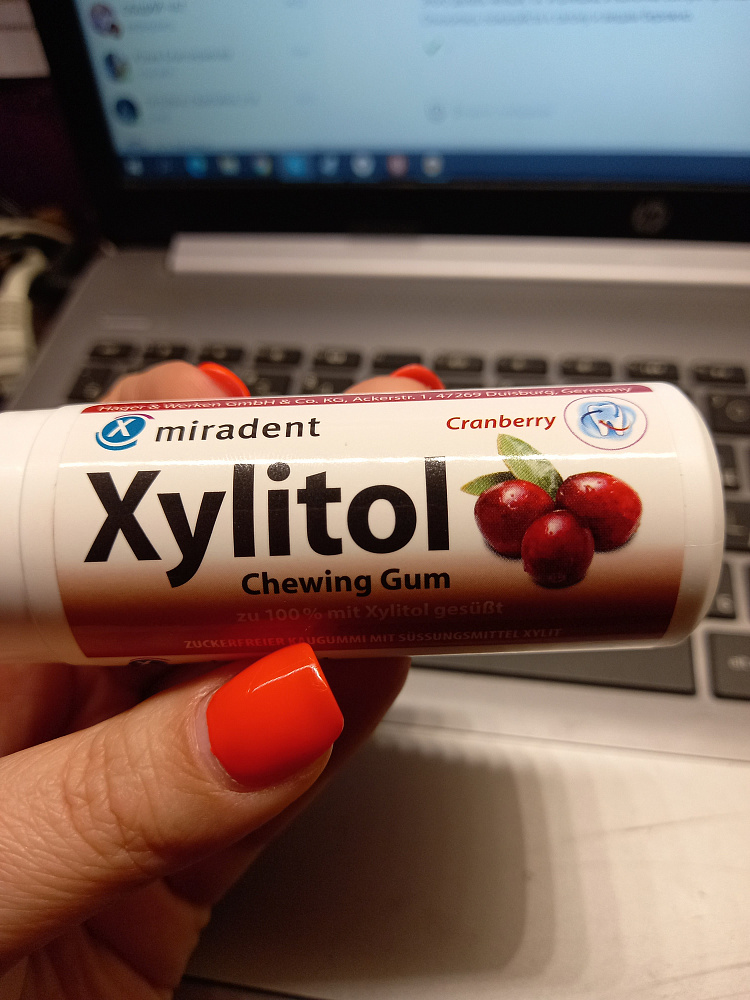 Hager & Werken GmbH & Co. KG, Ackerstr. 1, 47269 Duisburg, Germany
miradent
Cranberry
Xylitol
Chewing Gum
zu 100% mit Xylitol gesüßt
ZUCKERFREIER KAUGUMMI MIT SÜSSUNGSMITTEL XYLIT